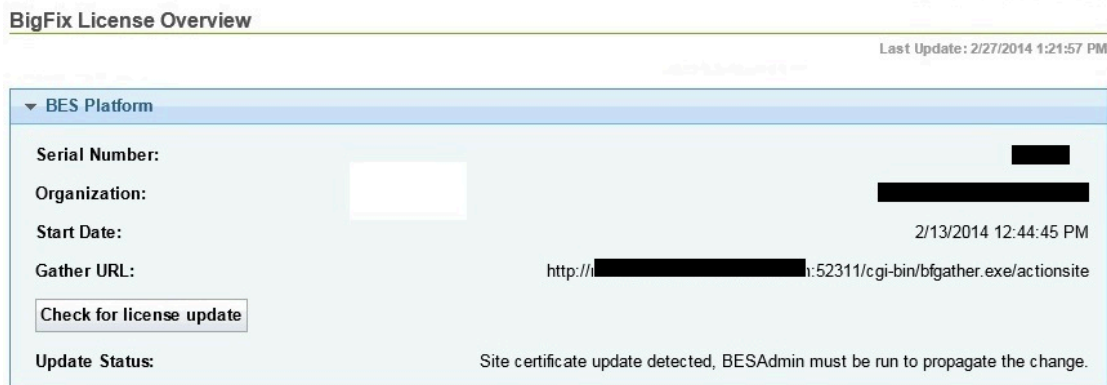 BigFix License Overview
Last Update: 2/27/2014 1:21:57 PM
BES Platform
Serial Number:
Organization:
Start Date: 2/13/2014 12:44:45 PM
Gather URL: http:// :52311/cgi-bin/bfgather.exe/actionsite
Check for license update
Update Status: Site certificate update detected, BESAdmin must be run to propagate the change.